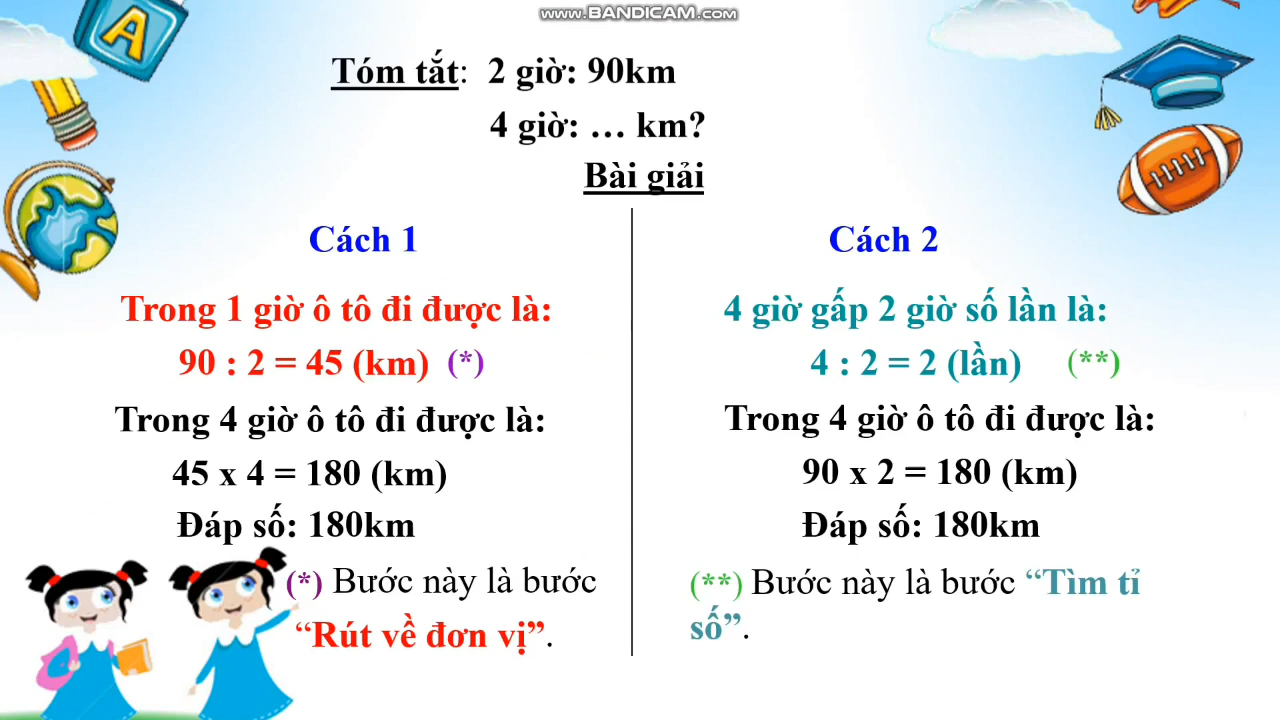 www.BANDICAM.com
A
Tóm tắt: 2 giờ: 90km
4 giờ: … km?
Bài giải
Cách 1
Trong 1 giờ ô tô đi được là:
90 : 2 = 45 (km) (*)
Trong 4 giờ ô tô đi được là:
45 x 4 = 180 (km)
Đáp số: 180km
(*) Bước này là bước
“Rút về đơn vị”.
Cách 2
4 giờ gấp 2 giờ số lần là:
4 : 2 = 2 (lần) (**)
Trong 4 giờ ô tô đi được là:
90 x 2 = 180 (km)
Đáp số: 180km
(**) Bước này là bước “Tìm tỉ
số”.